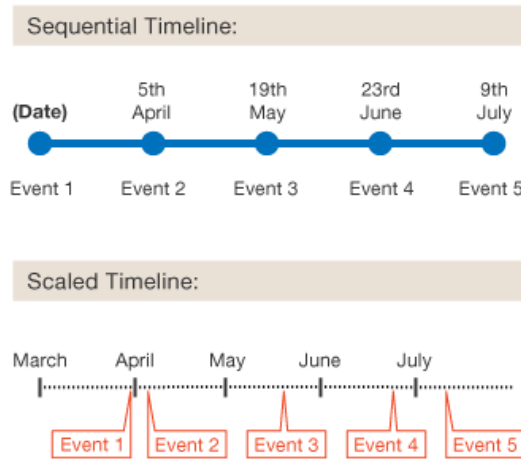 Sequential Timeline:
(Date)
5th
April
19th
May
23rd
June
9th
July
Event 1
Event 2
Event 3
Event 4
Event 5
Scaled Timeline:
March
April
May
June
July
Event 1
Event 2
Event 3
Event 4
Event 5